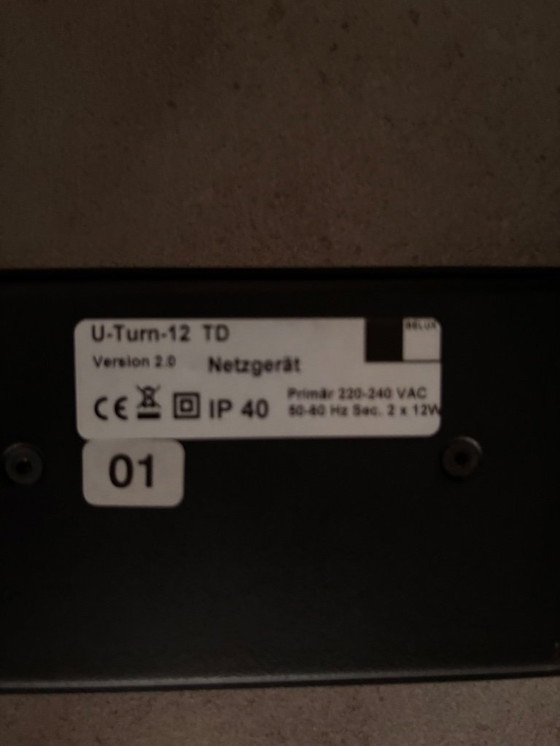 U-Turn-12 TD
BELUX
Version 2.0 Netzgerät
CE IP 40
Primär 220-240 VAC
50-60 Hz Sec. 2 x 12W
01